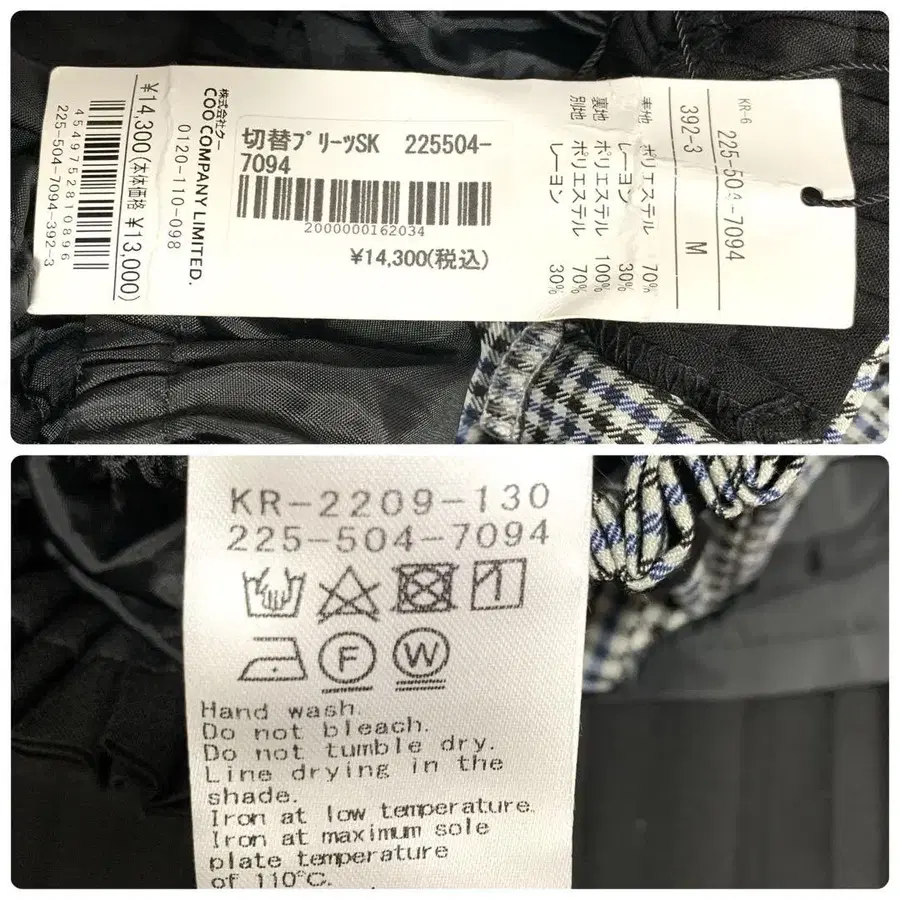 KR-6
225-504-7094
392-3 M
表地 ポリエステル 70%
レーヨン 30%
裏地 ポリエステル 100%
別地 ポリエステル 70%
レーヨン 30%
切替プリーツSK 225504-
7094
2000000162034
¥14,300(税込)
株式会社クー
COO COMPANY LIMITED.
0120-110-098
¥14,300(本体価格 ¥13,000)
4549752810896
225-504-7094-392-3
KR-2209-130
225-504-7094
F W
Hand wash.
Do not bleach.
Do not tumble dry.
Line drying in the
shade.
Iron at low temperature.
Iron at maximum sole
plate temperature
of 110°C.